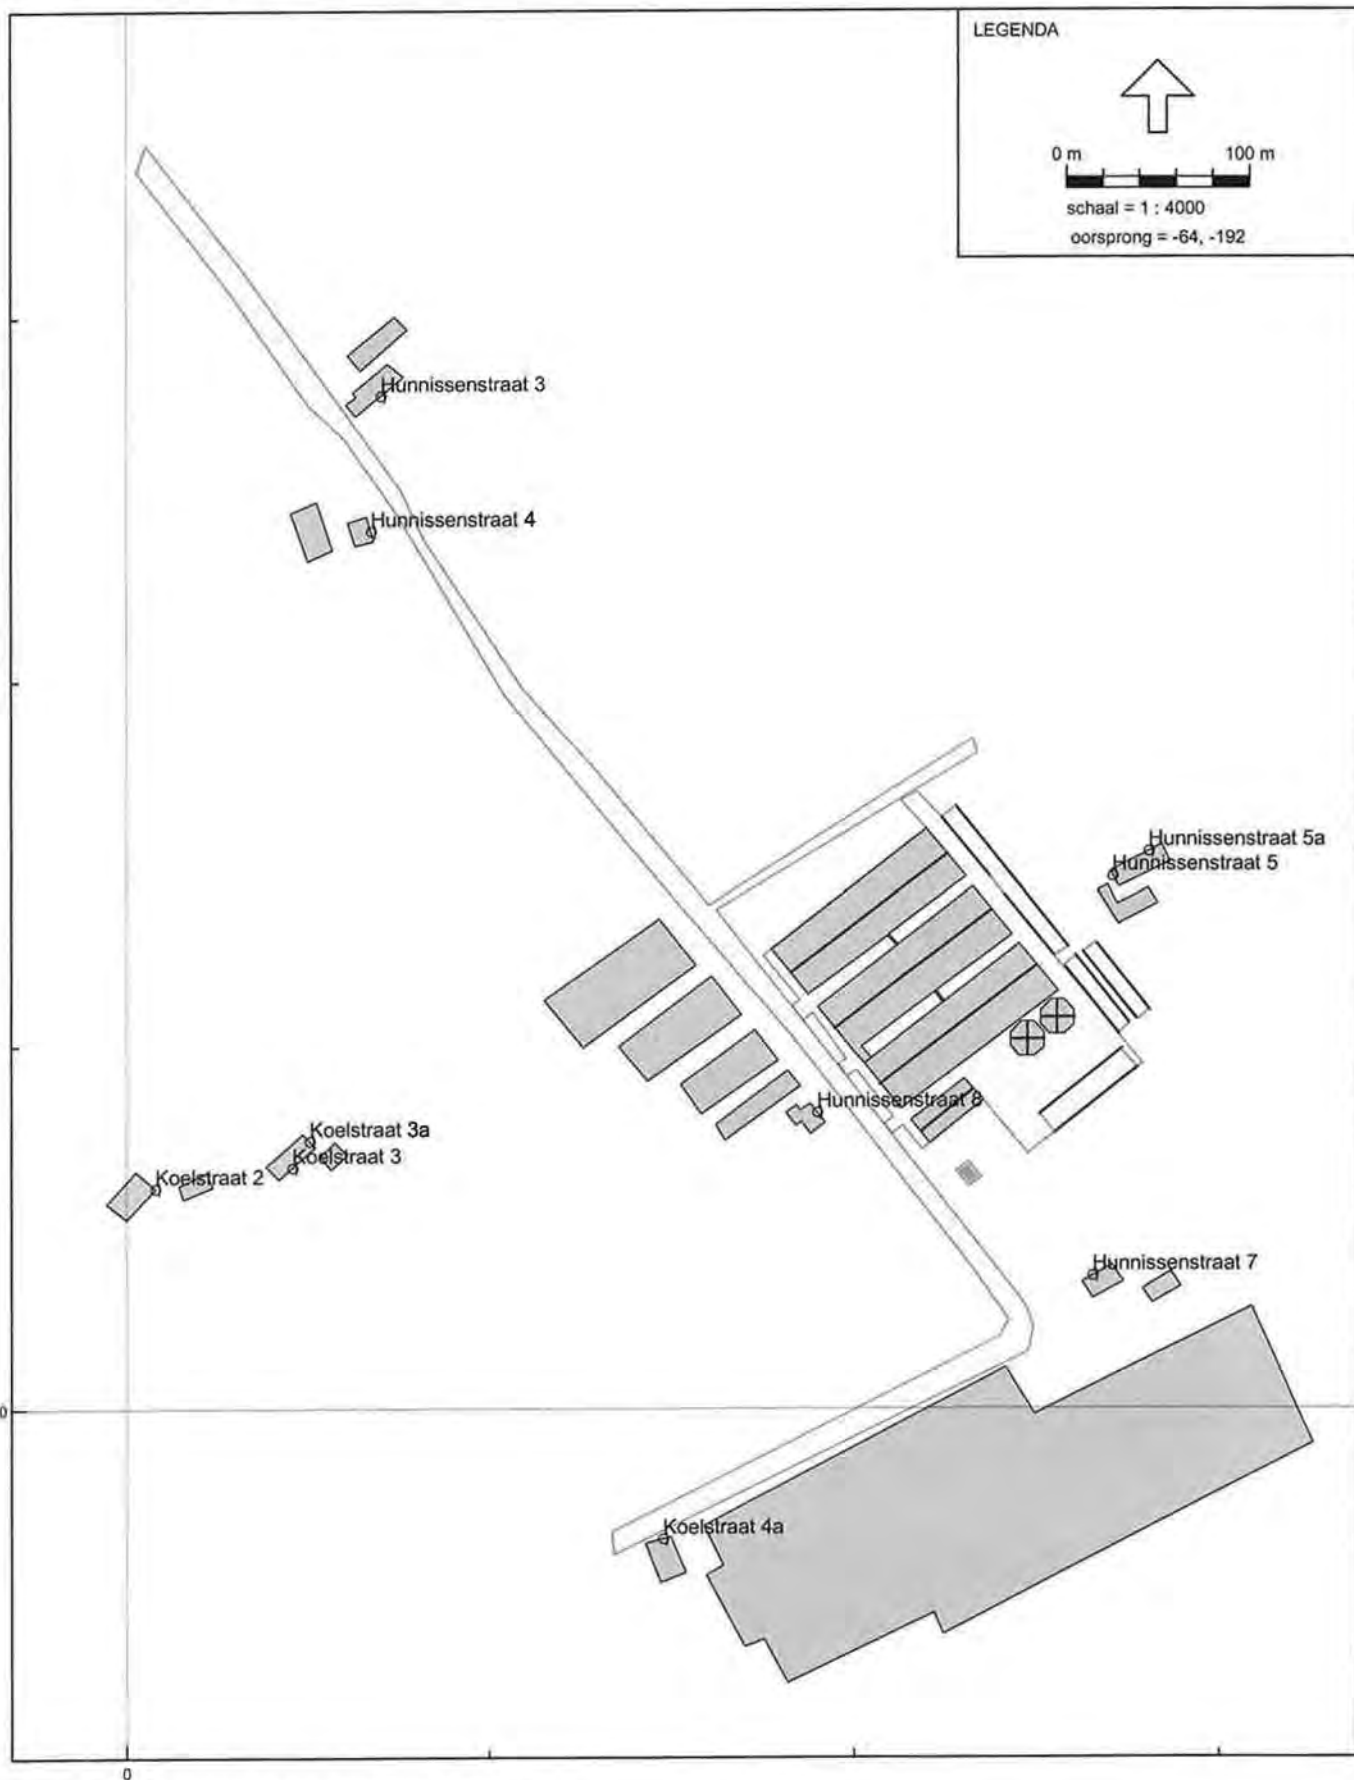 LEGENDA
0 m 100 m
schaal = 1 : 4000
oorsprong = -64, -192
Hunnissenstraat 3
Hunnissenstraat 4
Hunnissenstraat 5a
Hunnissenstraat 5
Hunnissenstraat 8
Koelstraat 3a
Koelstraat 3
Koelstraat 2
Hunnissenstraat 7
0
Koelstraat 4a
0